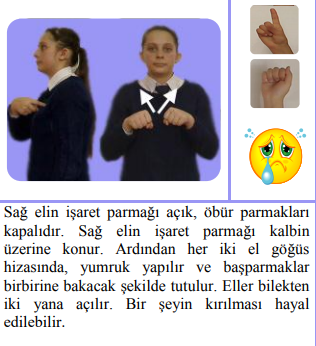 Sağ elin işaret parmağı açık, öbür parmakları
kapalıdır. Sağ elin işaret parmağı kalbin
üzerine konur. Ardından her iki el göğüs
hizasında, yumruk yapılır ve başparmaklar
birbirine bakacak şekilde tutulur. Eller bilekten
iki yana açılır. Bir şeyin kırılması hayal
edilebilir.